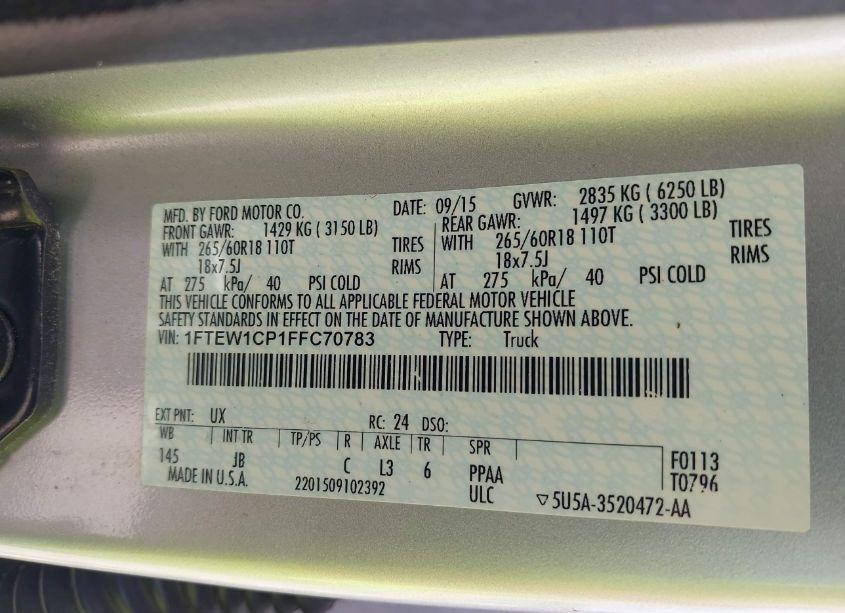 MFD. BY FORD MOTOR CO. DATE: 09/15 GVWR: 2835 KG ( 6250 LB)
FRONT GAWR: 1429 KG ( 3150 LB) REAR GAWR: 1497 KG ( 3300 LB)
WITH 265/60R18 110T TIRES WITH 265/60R18 110T TIRES
18x7.5J RIMS 18x7.5J RIMS
AT 275 kPa/ 40 PSI COLD AT 275 kPa/ 40 PSI COLD
THIS VEHICLE CONFORMS TO ALL APPLICABLE FEDERAL MOTOR VEHICLE
SAFETY STANDARDS IN EFFECT ON THE DATE OF MANUFACTURE SHOWN ABOVE.
VIN: 1FTEW1CP1FFC70783 TYPE: Truck
EXT PNT: UX RC: 24 DSO:
WB INT TR TP/PS R AXLE TR SPR
145 JB C L3 6 PPAA F0113
MADE IN U.S.A. 2201509102392 ULC T0796
▽5U5A-3520472-AA